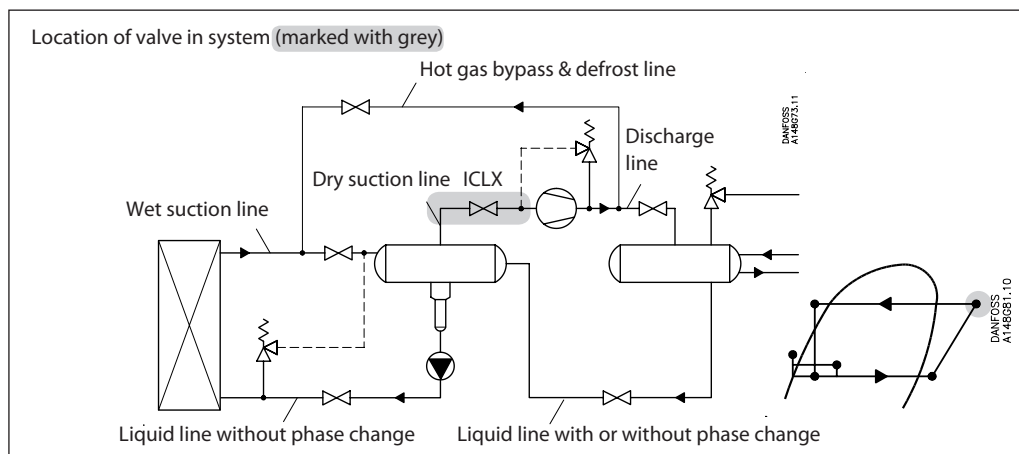 Location of valve in system (marked with grey)
Hot gas bypass & defrost line
DANFOSS
A148G73.11
Discharge
line
Dry suction line ICLX
Wet suction line
DANFOSS
A148G81.10
Liquid line without phase change
Liquid line with or without phase change